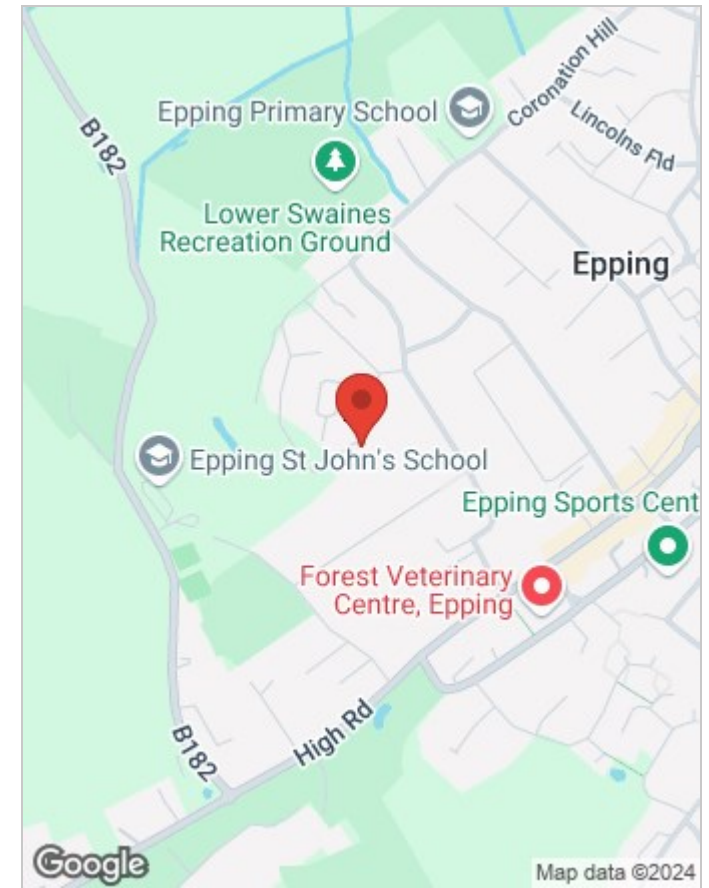 B182
Epping Primary School
Coronation Hill
Lincolns Fld
Lower Swaines
Recreation Ground
Epping
Epping St John's School
Epping Sports Cent
Forest Veterinary
Centre, Epping
High Rd
B182
Google
Map data ©2024